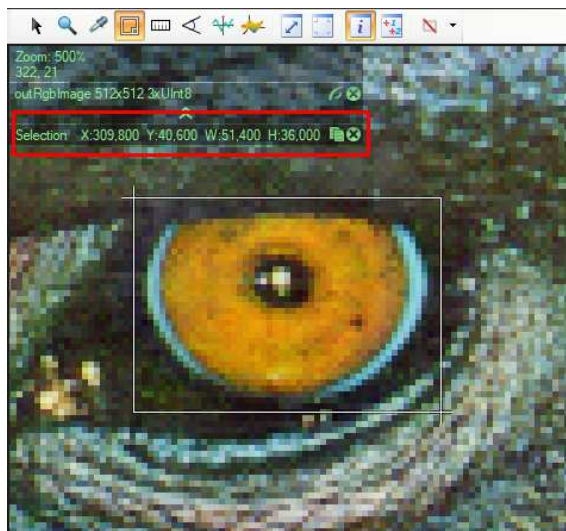 Zoom: 500%
322, 21
outRgbImage 512x512 3xUInt8
Selection X:309,800 Y:40,600 W:51,400 H:36,000